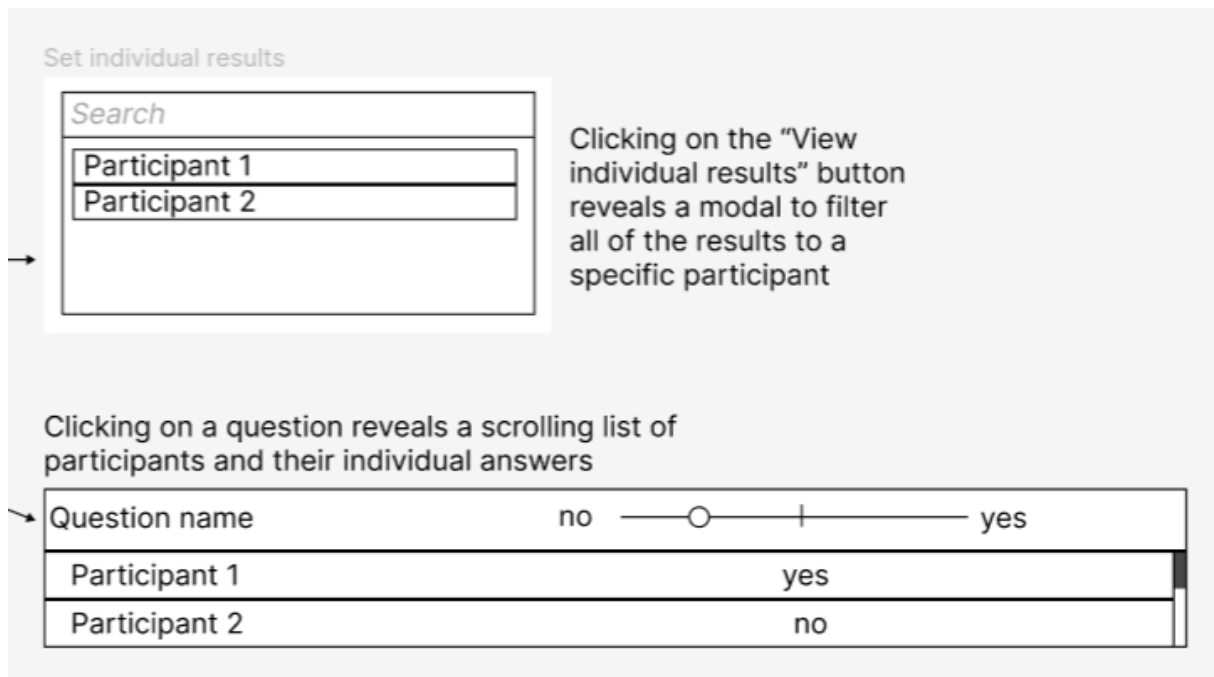 Set individual results
Search
Participant 1
Participant 2
Clicking on the “View
individual results” button
reveals a modal to filter
all of the results to a
specific participant
Clicking on a question reveals a scrolling list of
participants and their individual answers
Question name no yes
Participant 1 yes
Participant 2 no